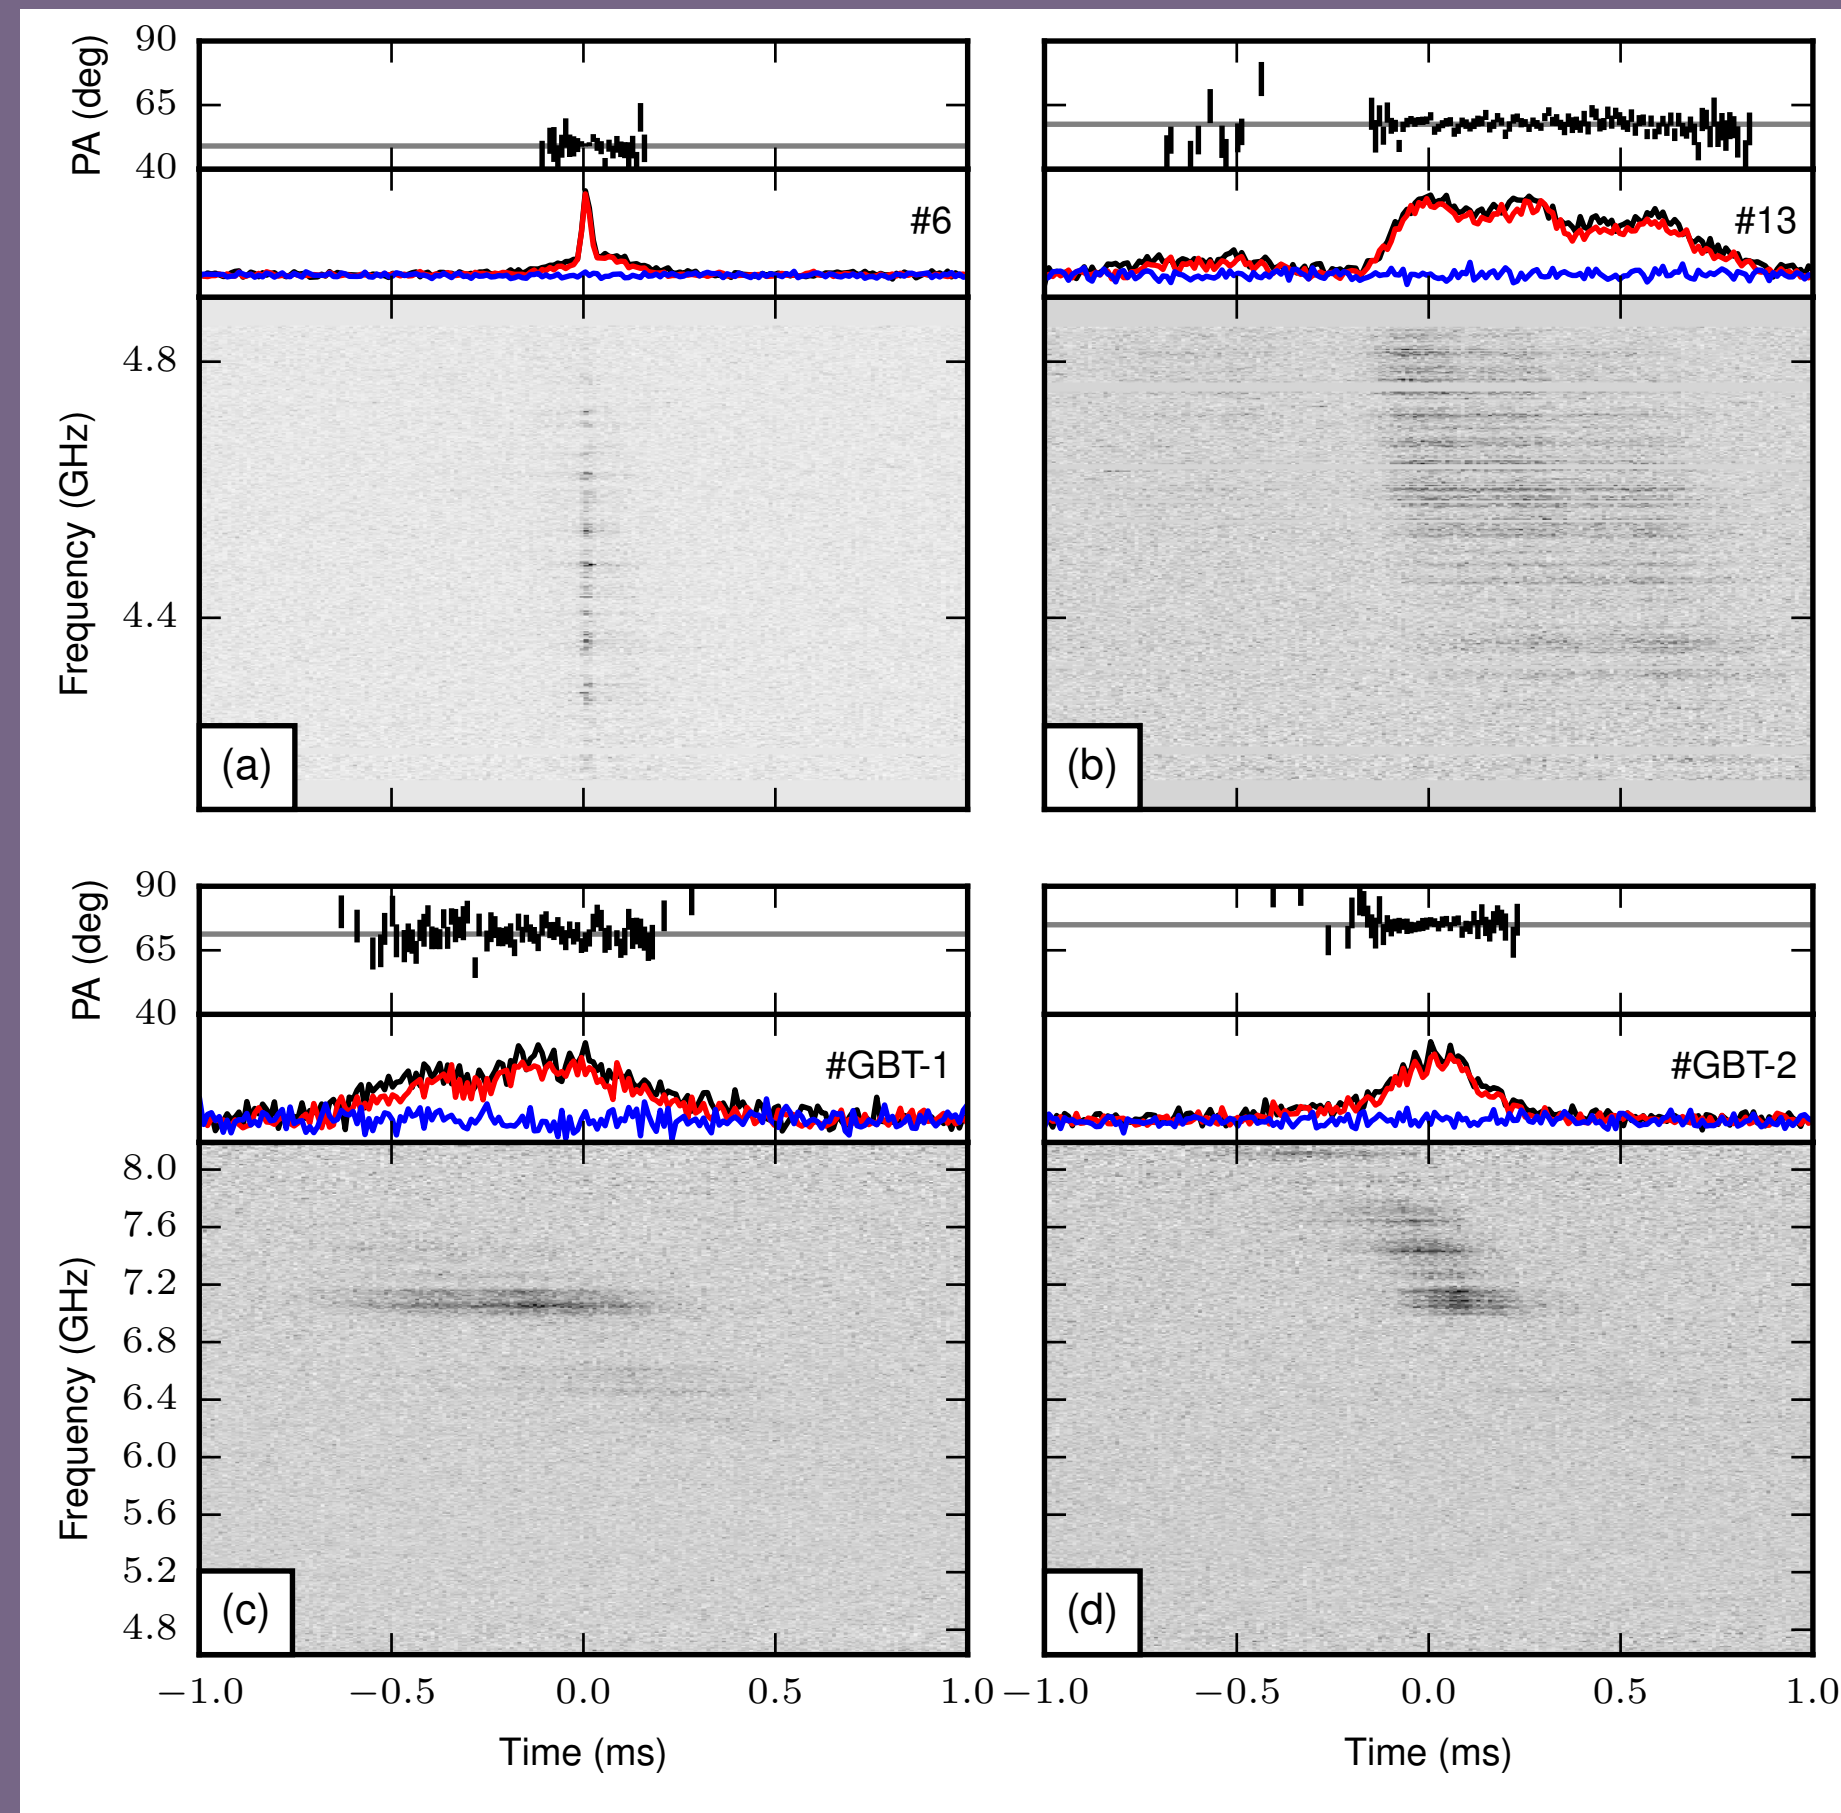 PA (deg)
90
65
40
#6
#13
Frequency (GHz)
4.8
4.4
(a)
(b)
PA (deg)
90
65
40
#GBT-1
#GBT-2
Frequency (GHz)
8.0
7.6
7.2
6.8
6.4
6.0
5.6
5.2
4.8
(c)
(d)
−1.0 −0.5 0.0 0.5 1.0 −1.0 −0.5 0.0 0.5 1.0
Time (ms) Time (ms)